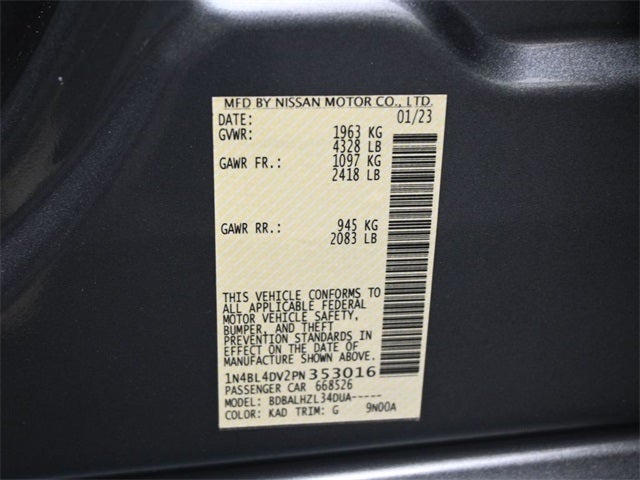 MFD BY NISSAN MOTOR CO., LTD.
DATE: 01/23
GVWR: 1963 KG
4328 LB
GAWR FR.: 1097 KG
2418 LB
GAWR RR.: 945 KG
2083 LB
THIS VEHICLE CONFORMS TO
ALL APPLICABLE FEDERAL
MOTOR VEHICLE SAFETY,
BUMPER, AND THEFT
PREVENTION STANDARDS IN
EFFECT ON THE DATE OF
MANUFACTURE SHOWN ABOVE.
1N4BL4DV2PN353016
PASSENGER CAR 668526
MODEL: BDBALHZL34DUA-----
COLOR: KAD TRIM: G 9N00A